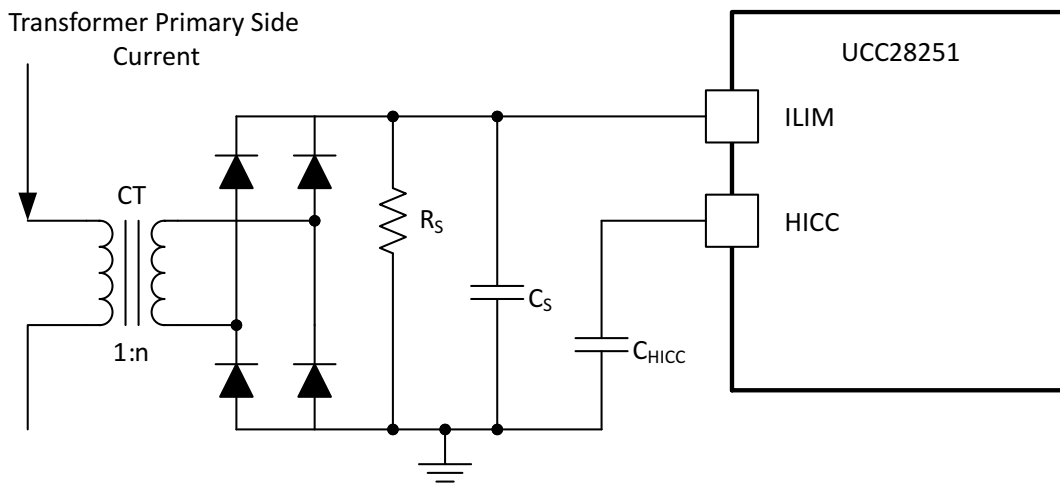 Transformer Primary Side
Current
UCC28251
ILIM
CT
HICC
R_S
C_S
1:n
C_HICC